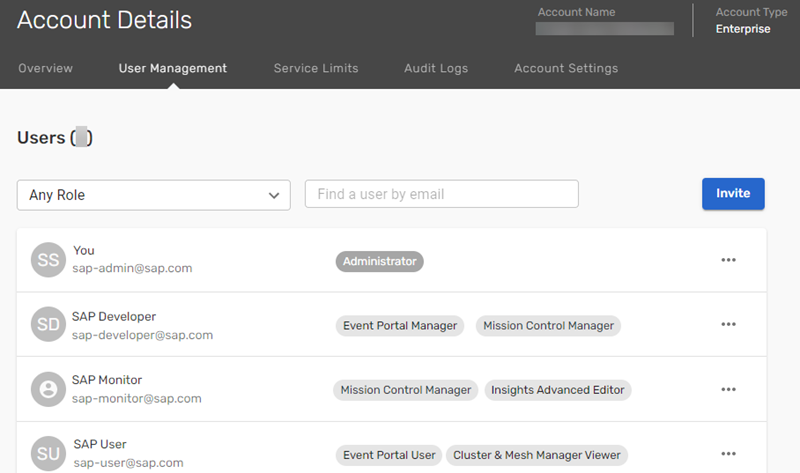 Account Details
Account Name
Account Type
Enterprise
Overview User Management Service Limits Audit Logs Account Settings
Users ( )
Any Role
Find a user by email
Invite
SS
You
sap-admin@sap.com
Administrator
SD
SAP Developer
sap-developer@sap.com
Event Portal Manager Mission Control Manager
SAP Monitor
sap-monitor@sap.com
Mission Control Manager Insights Advanced Editor
SU
SAP User
sap-user@sap.com
Event Portal User Cluster & Mesh Manager Viewer